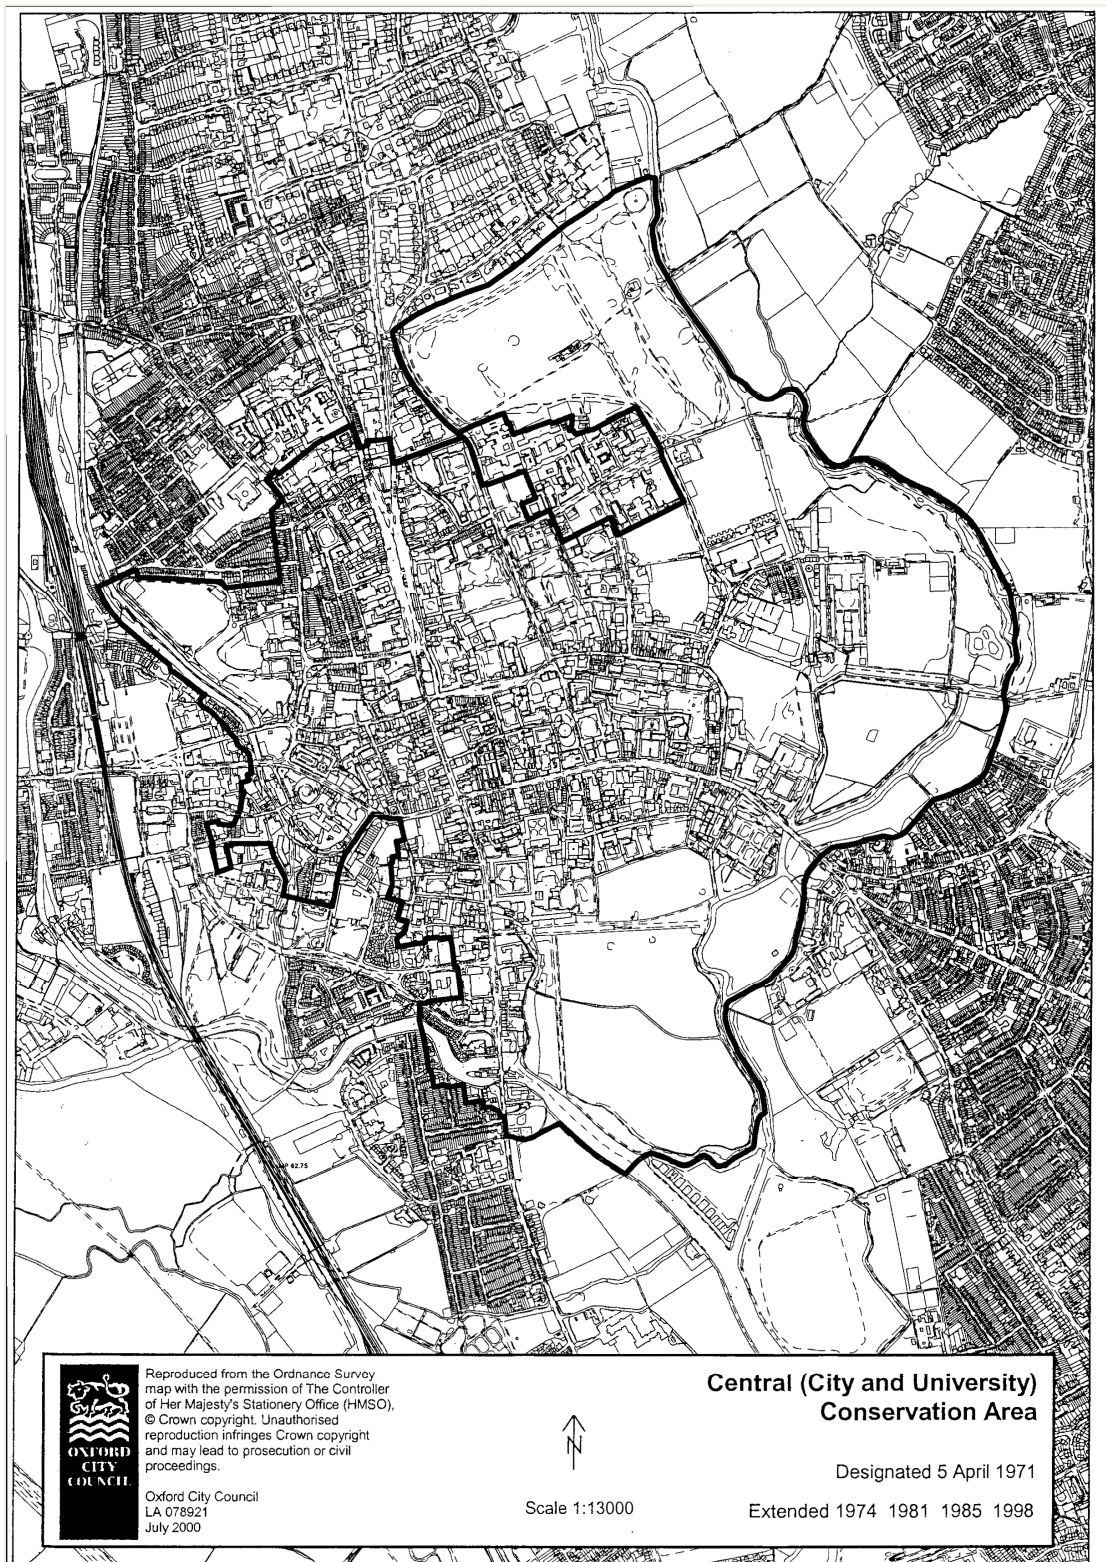 MP 62.75
Reproduced from the Ordnance Survey
map with the permission of The Controller
of Her Majesty's Stationery Office (HMSO),
© Crown copyright. Unauthorised
reproduction infringes Crown copyright
and may lead to prosecution or civil
proceedings.
Oxford City Council
LA 078921
July 2000
OXFORD
CITY
COUNCIL
N
Scale 1:13000
Central (City and University)
Conservation Area
Designated 5 April 1971
Extended 1974 1981 1985 1998